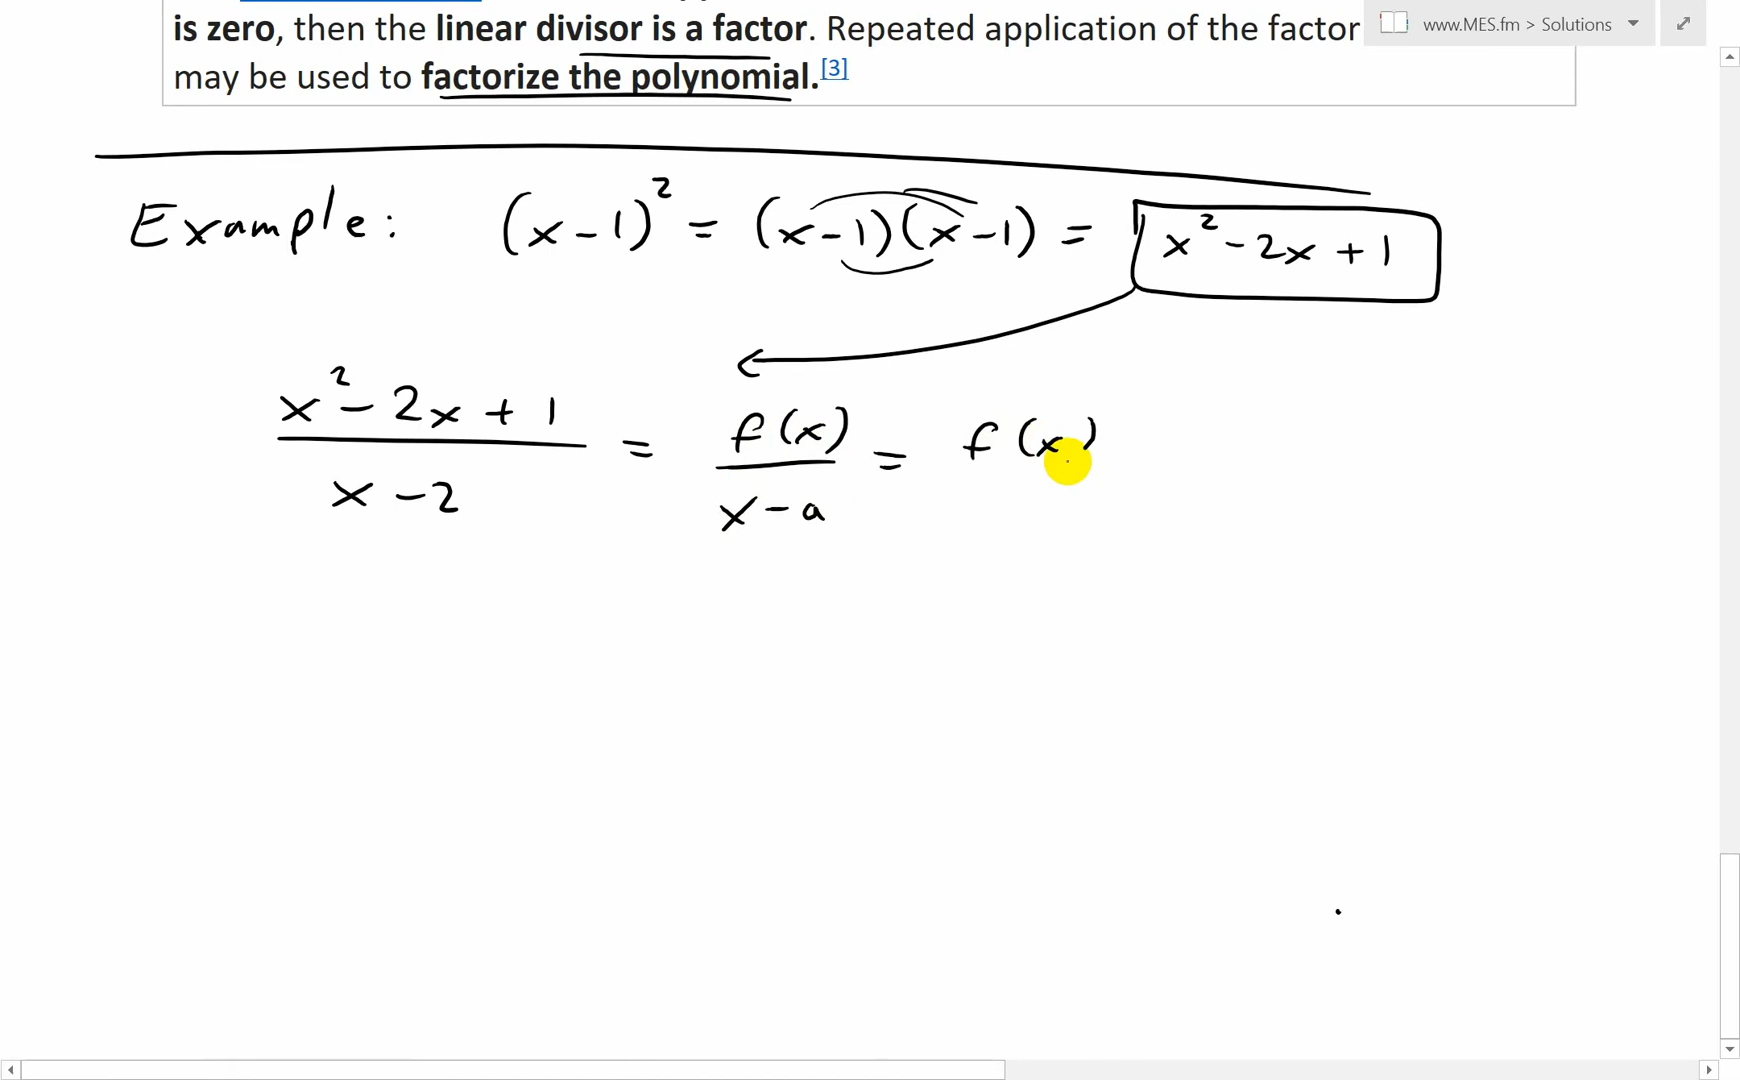 is zero, then the linear divisor is a factor. Repeated application of the factor
www.MES.fm > Solutions
may be used to factorize the polynomial.[3]
Example: (x-1)² = (x-1)(x-1) = x² - 2x + 1
x² - 2x + 1 / x - 2 = f(x) / x - a = f(x)